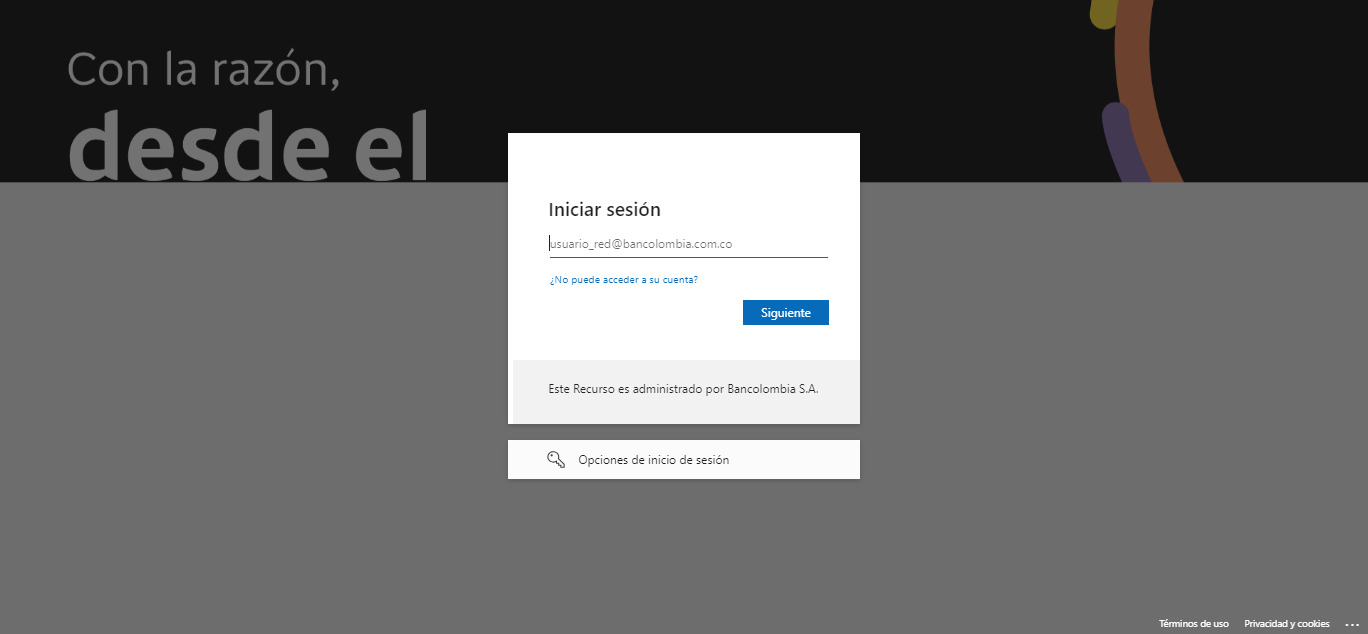 Con la razón,
desde el
Iniciar sesión
usuario_red@bancolombia.com.co
¿No puede acceder a su cuenta?
Siguiente
Este Recurso es administrado por Bancolombia S.A.
Opciones de inicio de sesión
Términos de uso
Privacidad y cookies
...